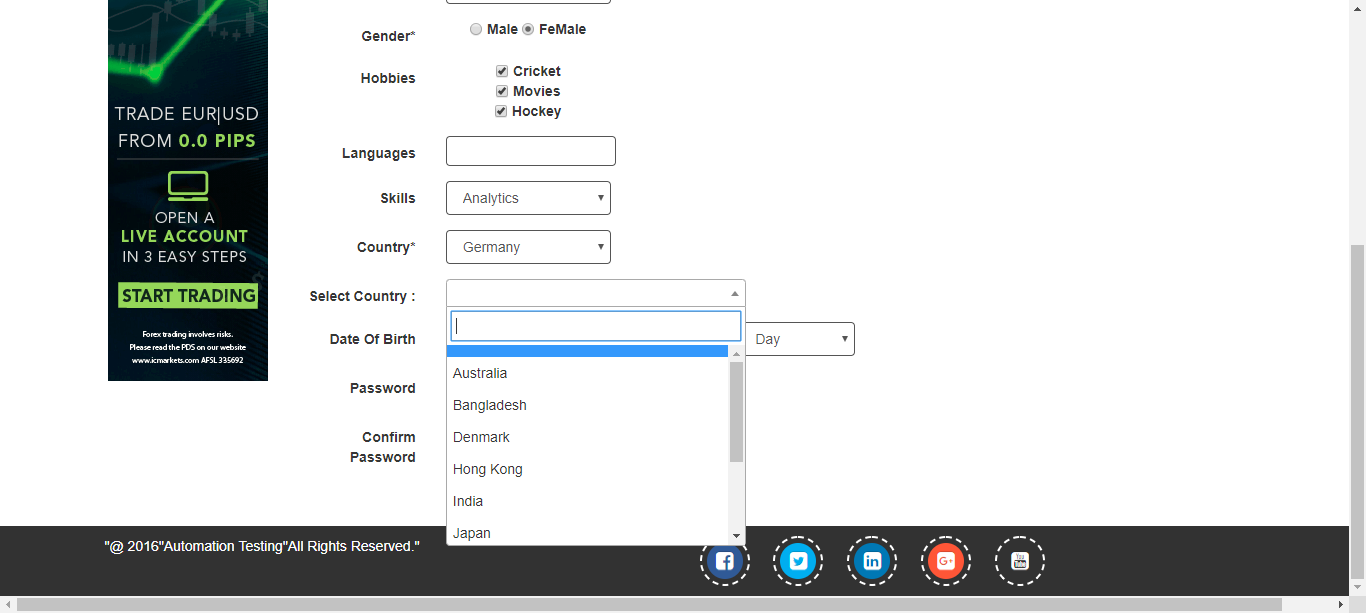 TRADE EUR|USD
FROM 0.0 PIPS
OPEN A
LIVE ACCOUNT
IN 3 EASY STEPS
START TRADING
Forex trading involves risks.
Please read the PDS on our website
www.icmarkets.com AFSL 335692
Gender*
Male FeMale
Hobbies
Cricket
Movies
Hockey
Languages
Skills
Analytics
Country*
Germany
Select Country :
Date Of Birth
Day
Australia
Bangladesh
Denmark
Hong Kong
India
Japan
Password
Confirm
Password
"@ 2016"Automation Testing"All Rights Reserved."
f
in
G+
You
Tube